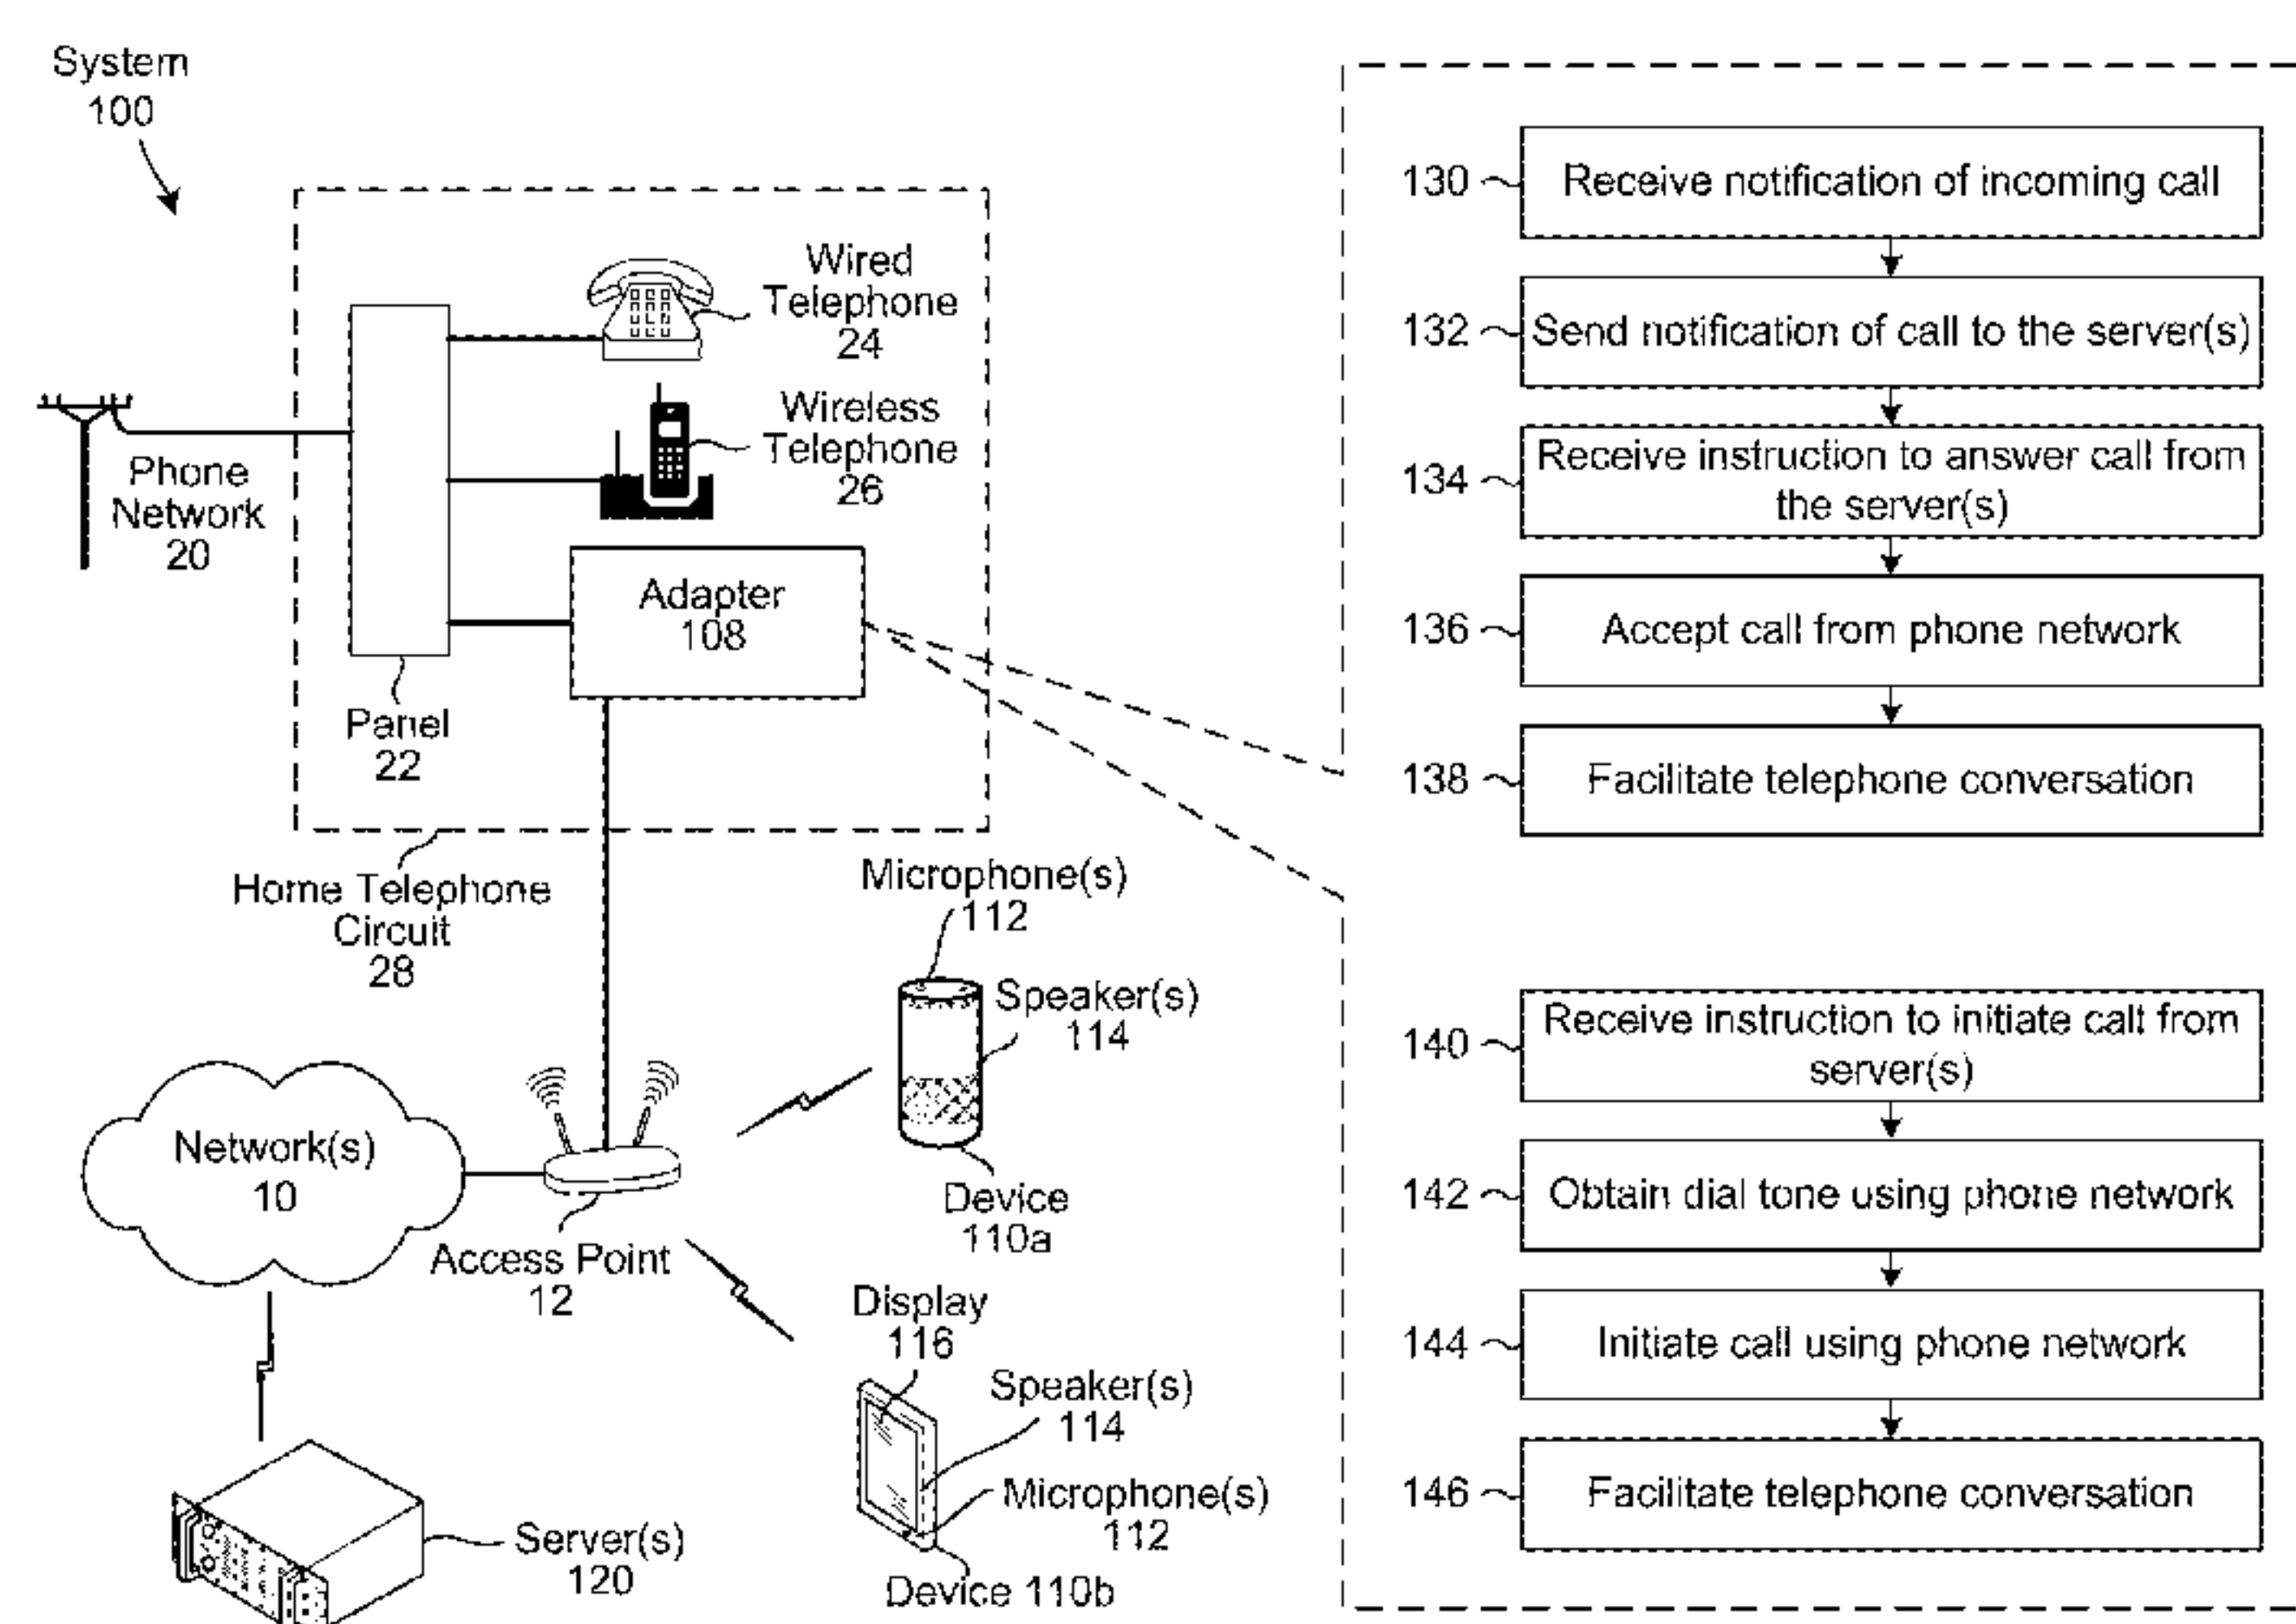 System
100
Wired
Telephone
24
Wireless
Telephone
26
Phone
Network
20
Adapter
108
Panel
22
Home Telephone
Circuit
28
Microphone(s)
112
Speaker(s)
114
Device
110a
Network(s)
10
Access Point
12
Display
116
Speaker(s)
114
Microphone(s)
112
Device 110b
Server(s)
120
130 Receive notification of incoming call
132 Send notification of call to the server(s)
134 Receive instruction to answer call from
the server(s)
136 Accept call from phone network
138 Facilitate telephone conversation
140 Receive instruction to initiate call from
server(s)
142 Obtain dial tone using phone network
144 Initiate call using phone network
146 Facilitate telephone conversation